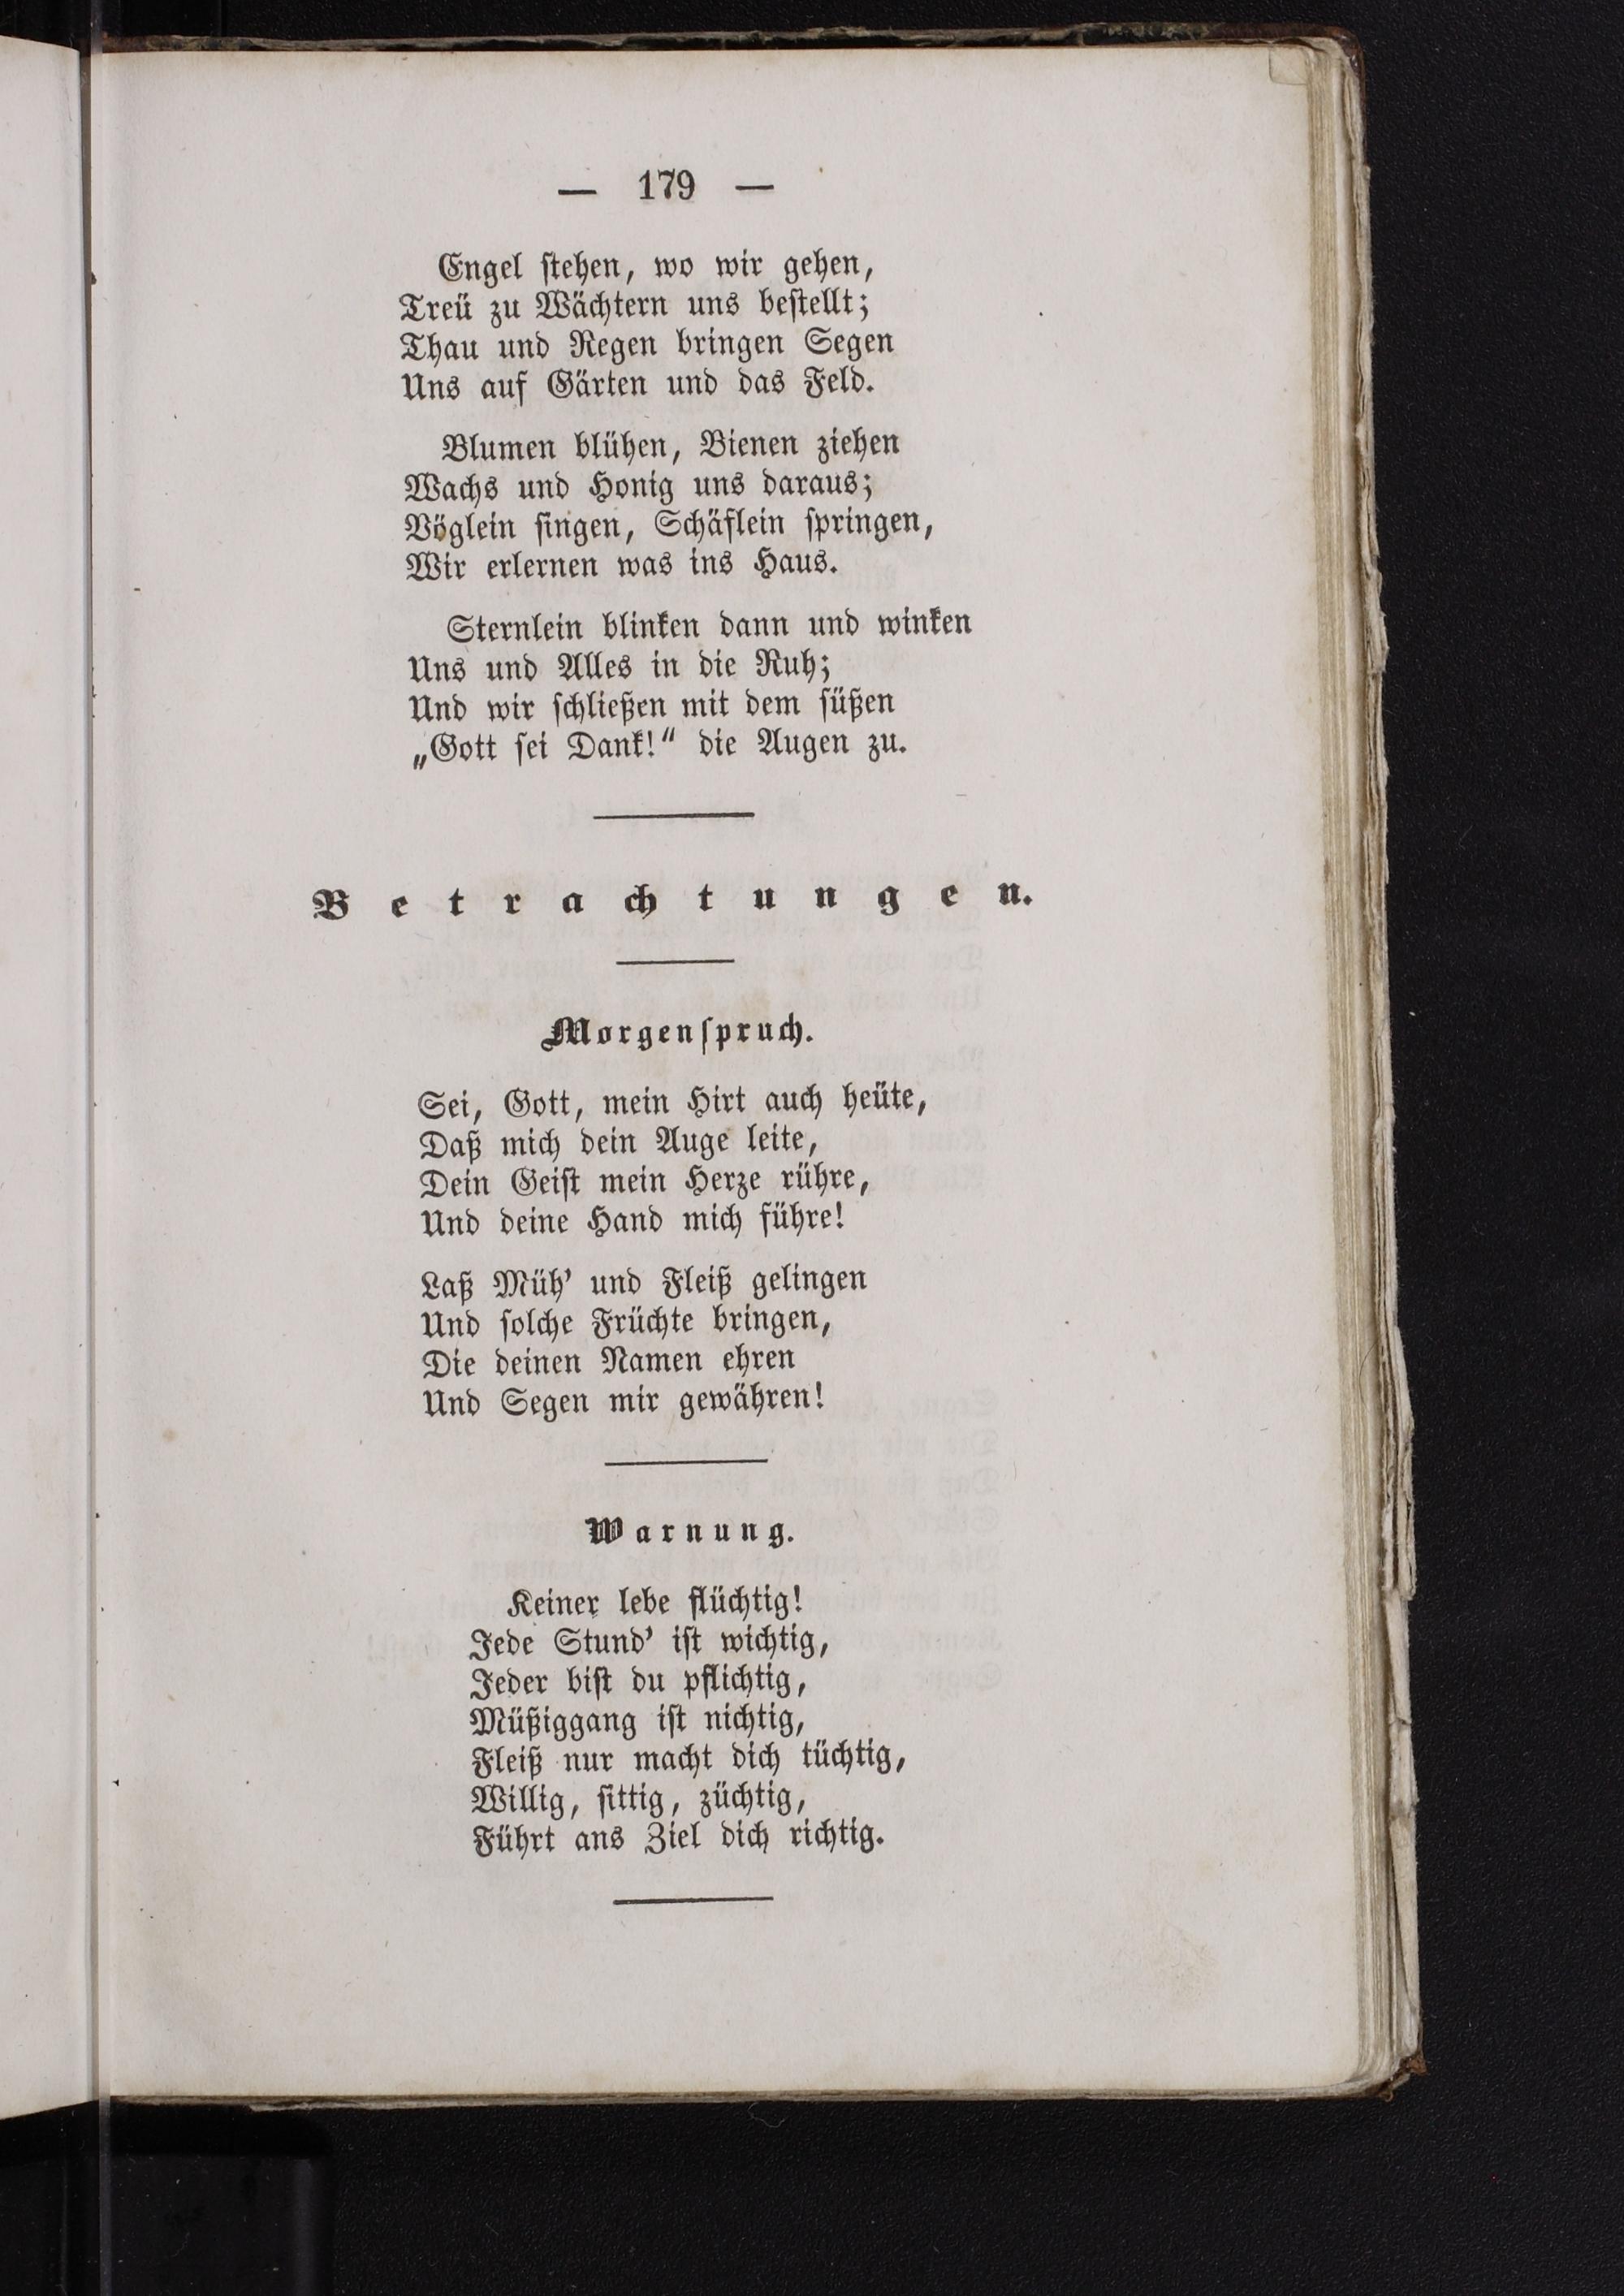 — 179 —
Engel stehen, wo wir gehen,
Treü zu Wächtern uns bestellt;
Thau und Regen bringen Segen
Uns auf Gärten und das Feld.
Blumen blühen, Bienen ziehen
Wachs und Honig uns daraus;
Vöglein singen, Schäflein springen,
Wir erlernen was ins Haus.
Sternlein blinken dann und winken
Uns und Alles in die Ruh;
Und wir schließen mit dem süßen
„Gott sei Dank!“ die Augen zu.
Betrachtungen.
Morgenspruch.
Sei, Gott, mein Hirt auch heüte,
Daß mich dein Auge leite,
Dein Geist mein Herze rühre,
Und deine Hand mich führe!
Laß Müh’ und Fleiß gelingen
Und solche Früchte bringen,
Die deinen Namen ehren
Und Segen mir gewähren!
Warnung.
Keiner lebe flüchtig!
Jede Stund’ ist wichtig,
Jeder bist du pflichtig,
Müßiggang ist nichtig,
Fleiß nur macht dich tüchtig,
Willig, sittig, züchtig,
Führt ans Ziel dich richtig.